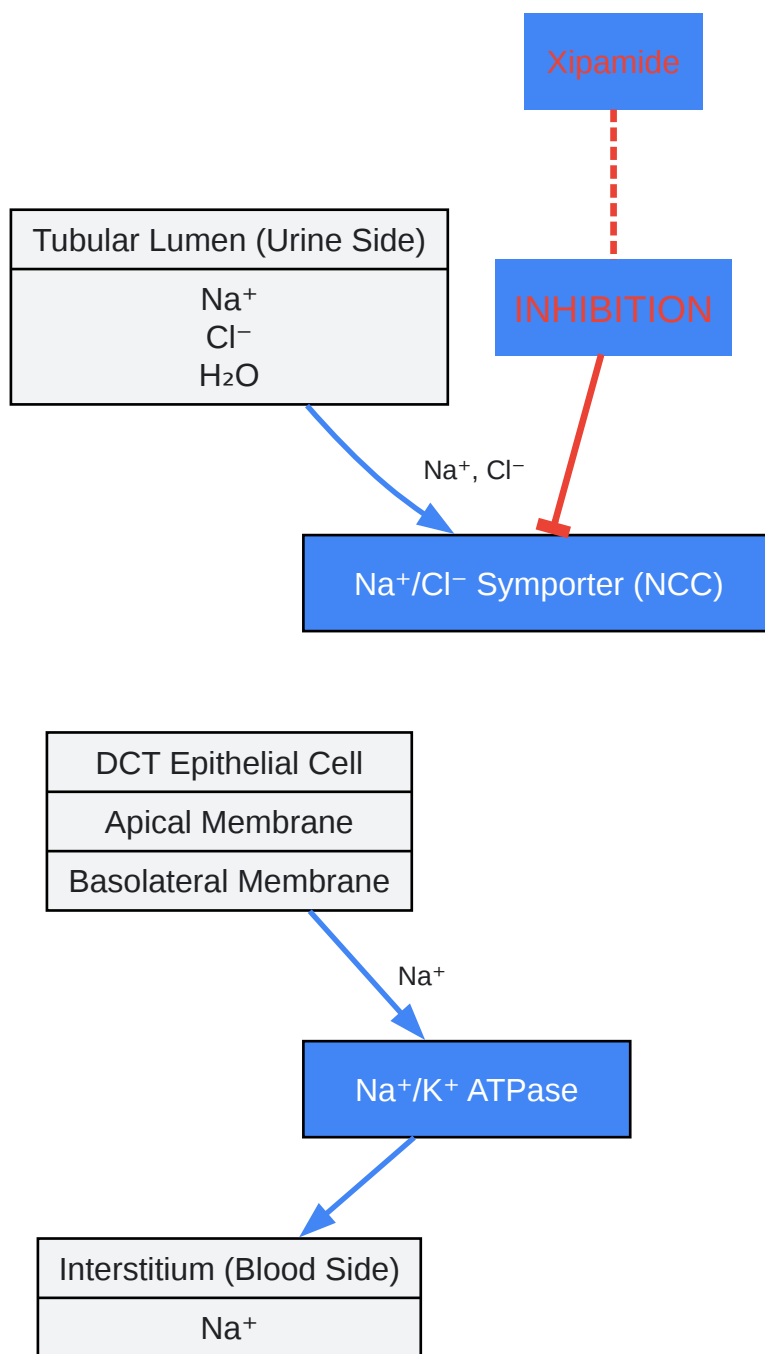 Xipamide
Tubular Lumen (Urine Side)
Na⁺
Cl⁻
H₂O
INHIBITION
Na⁺, Cl⁻
Na⁺/Cl⁻ Symporter (NCC)
DCT Epithelial Cell
Apical Membrane
Basolateral Membrane
Na⁺
Na⁺/K⁺ ATPase
Interstitium (Blood Side)
Na⁺